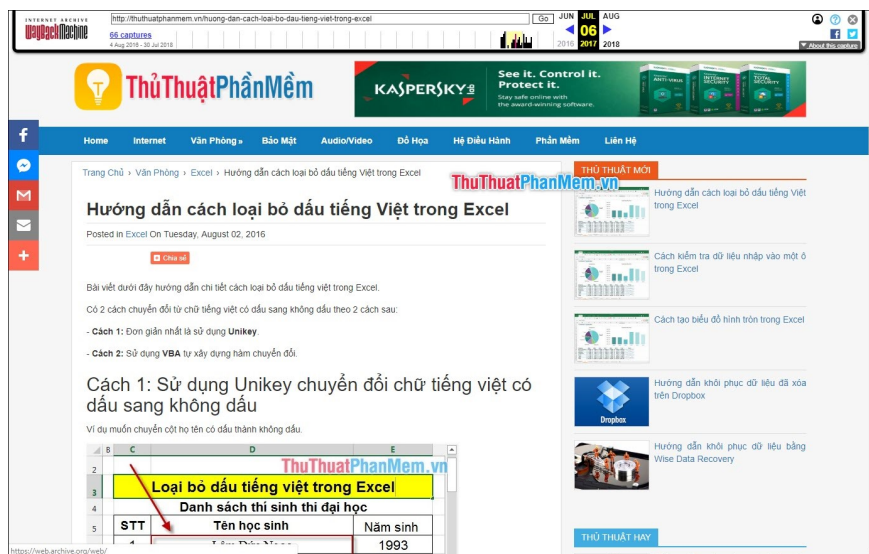 INTERNET ARCHIVE
WayBackMachine
http://thuthuatphanmem.vn/huong-dan-cach-loai-bo-dau-tieng-viet-trong-excel
Go
JUN JUL AUG
66 captures
06
4 Aug 2016 - 30 Jul 2018
2016 2017 2018
About this capture
ThủThuậtPhầnMềm
KASPERSKY lab
See it. Control it.
Protect it.
Stay safe online with
the award-winning software.
ANTI-VIRUS
INTERNET SECURITY
TOTAL SECURITY
Home Internet Văn Phòng » Bảo Mật Audio/Video Đồ Họa Hệ Điều Hành Phần Mềm Liên Hệ
Trang Chủ › Văn Phòng › Excel › Hướng dẫn cách loại bỏ dấu tiếng Việt trong Excel
ThuThuatPhanMem.vn
Hướng dẫn cách loại bỏ dấu tiếng Việt trong Excel
Posted in Excel On Tuesday, August 02, 2016
Chia sẻ
Bài viết dưới đây hướng dẫn chi tiết cách loại bỏ dấu tiếng việt trong Excel.
Có 2 cách chuyển đổi từ chữ tiếng việt có dấu sang không dấu theo 2 cách sau:
- Cách 1: Đơn giản nhất là sử dụng Unikey.
- Cách 2: Sử dụng VBA tự xây dựng hàm chuyển đổi.
Cách 1: Sử dụng Unikey chuyển đổi chữ tiếng việt có
dấu sang không dấu
Ví dụ muốn chuyển cột họ tên có dấu thành không dấu.
B C D E
ThuThuatPhanMem.vn
2
3 Loại bỏ dấu tiếng việt trong Excel
4 Danh sách thí sinh thi đại học
5 STT Tên học sinh Năm sinh
1 Lâm Đức Ngọc 1993
https://web.archive.org/web/
THỦ THUẬT MỚI
Hướng dẫn cách loại bỏ dấu tiếng Việt
trong Excel
Cách kiểm tra dữ liệu nhập vào một ô
trong Excel
Cách tạo biểu đồ hình tròn trong Excel
Hướng dẫn khôi phục dữ liệu đã xóa
trên Dropbox
Dropbox
Hướng dẫn khôi phục dữ liệu bằng
Wise Data Recovery
THỦ THUẬT HAY